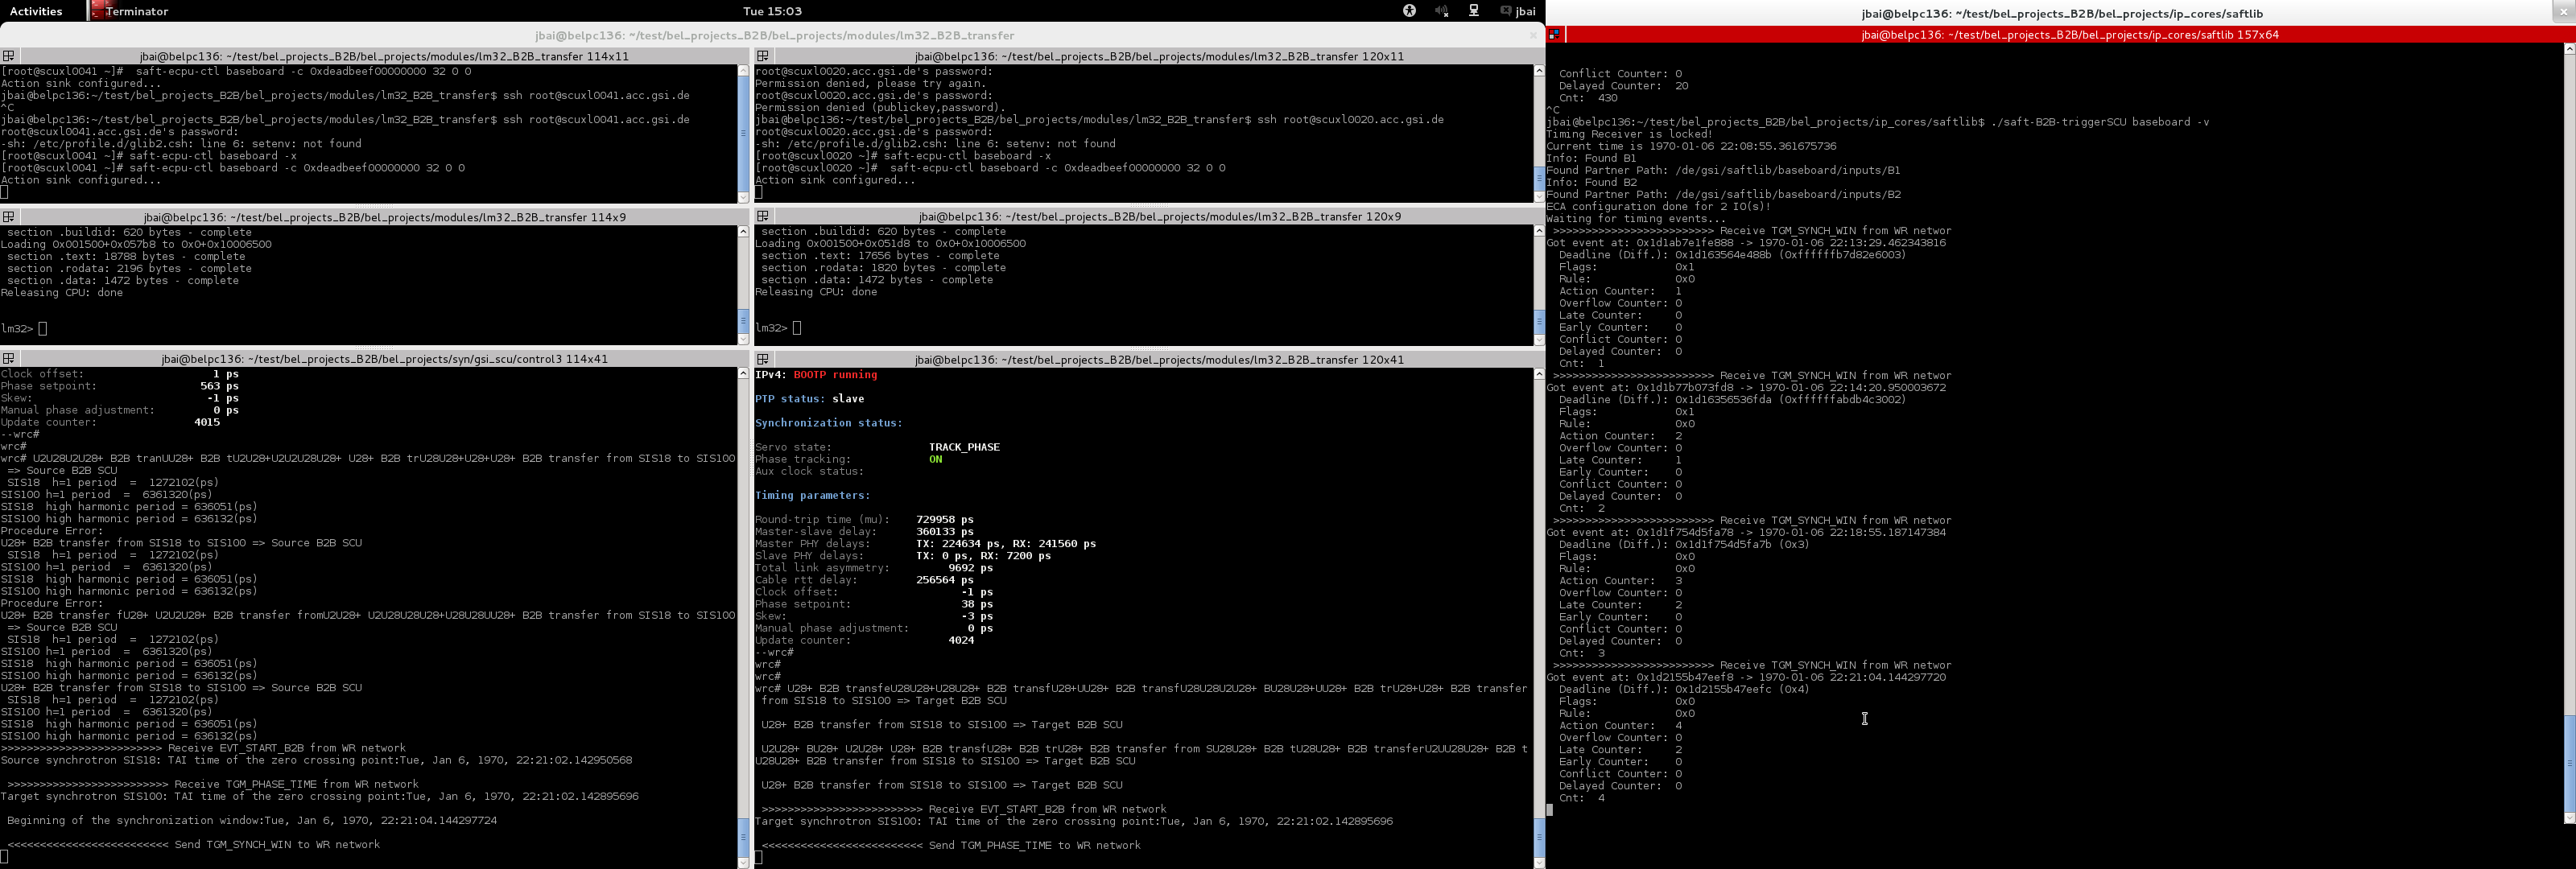 Activities Terminator Tue 15:03 jbai
jbai@belpc136: ~/test/bel_projects_B2B/bel_projects/modules/lm32_B2B_transfer
jbai@belpc136: ~/test/bel_projects_B2B/bel_projects/modules/lm32_B2B_transfer 114x11
[root@scuxl0041 ~]#  saft-ecpu-ctl baseboard -c 0xdeadbeef00000000 32 0 0
Action sink configured...
jbai@belpc136:~/test/bel_projects_B2B/bel_projects/modules/lm32_B2B_transfer$ ssh root@scuxl0041.acc.gsi.de
^C
jbai@belpc136:~/test/bel_projects_B2B/bel_projects/modules/lm32_B2B_transfer$ ssh root@scuxl0041.acc.gsi.de
root@scuxl0041.acc.gsi.de's password:
-sh: /etc/profile.d/glib2.csh: line 6: setenv: not found
[root@scuxl0041 ~]# saft-ecpu-ctl baseboard -x
[root@scuxl0041 ~]# saft-ecpu-ctl baseboard -c 0xdeadbeef00000000 32 0 0
Action sink configured...
jbai@belpc136: ~/test/bel_projects_B2B/bel_projects/modules/lm32_B2B_transfer 120x11
root@scuxl0020.acc.gsi.de's password:
Permission denied, please try again.
root@scuxl0020.acc.gsi.de's password:
Permission denied (publickey,password).
jbai@belpc136:~/test/bel_projects_B2B/bel_projects/modules/lm32_B2B_transfer$ ssh root@scuxl0020.acc.gsi.de
root@scuxl0020.acc.gsi.de's password:
-sh: /etc/profile.d/glib2.csh: line 6: setenv: not found
[root@scuxl0020 ~]# saft-ecpu-ctl baseboard -x
[root@scuxl0020 ~]#  saft-ecpu-ctl baseboard -c 0xdeadbeef00000000 32 0 0
Action sink configured...
jbai@belpc136: ~/test/bel_projects_B2B/bel_projects/modules/lm32_B2B_transfer 114x9
section .buildid: 620 bytes - complete
Loading 0x001500+0x057b8 to 0x0+0x10006500
section .text: 18788 bytes - complete
section .rodata: 2196 bytes - complete
section .data: 1472 bytes - complete
Releasing CPU: done
lm32>
jbai@belpc136: ~/test/bel_projects_B2B/bel_projects/modules/lm32_B2B_transfer 120x9
section .buildid: 620 bytes - complete
Loading 0x001500+0x051d8 to 0x0+0x10006500
section .text: 17656 bytes - complete
section .rodata: 1820 bytes - complete
section .data: 1472 bytes - complete
Releasing CPU: done
lm32>
jbai@belpc136: ~/test/bel_projects_B2B/bel_projects/syn/gsi_scu/control3 114x41
Clock offset: 1 ps
Phase setpoint: 563 ps
Skew: -1 ps
Manual phase adjustment: 0 ps
Update counter: 4015
--wrc#
wrc#
wrc# U2U28U2U28+ B2B tranUU28+ B2B tU2U28+U2U2U28U28+ U28+ B2B trU28U28+U28+U28+ B2B transfer from SIS18 to SIS100
=> Source B2B SCU
SIS18  h=1 period  =  1272102(ps)
SIS100 h=1 period  =  6361320(ps)
SIS18  high harmonic period = 636051(ps)
SIS100 high harmonic period = 636132(ps)
Procedure Error:
U28+ B2B transfer from SIS18 to SIS100 => Source B2B SCU
SIS18  h=1 period  =  1272102(ps)
SIS100 h=1 period  =  6361320(ps)
SIS18  high harmonic period = 636051(ps)
SIS100 high harmonic period = 636132(ps)
Procedure Error:
U28+ B2B transfer fU28+ U2U2U28+ B2B transfer fromU2U28+ U2U28U28U28+U28U28UU28+ B2B transfer from SIS18 to SIS100
=> Source B2B SCU
SIS18  h=1 period  =  1272102(ps)
SIS100 h=1 period  =  6361320(ps)
SIS18  high harmonic period = 636051(ps)
SIS100 high harmonic period = 636132(ps)
U28+ B2B transfer from SIS18 to SIS100 => Source B2B SCU
SIS18  h=1 period  =  1272102(ps)
SIS100 h=1 period  =  6361320(ps)
SIS18  high harmonic period = 636051(ps)
SIS100 high harmonic period = 636132(ps)
>>>>>>>>>>>>>>>>>>>>>>>>> Receive EVT_START_B2B from WR network
Source synchrotron SIS18: TAI time of the zero crossing point:Tue, Jan 6, 1970, 22:21:02.142950568
>>>>>>>>>>>>>>>>>>>>>>>>> Receive TGM_PHASE_TIME from WR network
Target synchrotron SIS100: TAI time of the zero crossing point:Tue, Jan 6, 1970, 22:21:02.142895696
Beginning of the synchronization window:Tue, Jan 6, 1970, 22:21:04.144297724
<<<<<<<<<<<<<<<<<<<<<<<<< Send TGM_SYNCH_WIN to WR network
jbai@belpc136: ~/test/bel_projects_B2B/bel_projects/modules/lm32_B2B_transfer 120x41
IPv4: BOOTP running
PTP status: slave
Synchronization status:
Servo state: TRACK_PHASE
Phase tracking: ON
Aux clock status:
Timing parameters:
Round-trip time (mu): 729958 ps
Master-slave delay: 360133 ps
Master PHY delays: TX: 224634 ps, RX: 241560 ps
Slave PHY delays: TX: 0 ps, RX: 7200 ps
Total link asymmetry: 9692 ps
Cable rtt delay: 256564 ps
Clock offset: -1 ps
Phase setpoint: 38 ps
Skew: -3 ps
Manual phase adjustment: 0 ps
Update counter: 4024
--wrc#
wrc#
wrc#
wrc# U28+ B2B transfeU28U28+U28U28+ B2B transfU28+UU28+ B2B transfU28U28U2U28+ BU28U28+UU28+ B2B trU28+U28+ B2B transfer
from SIS18 to SIS100 => Target B2B SCU
U28+ B2B transfer from SIS18 to SIS100 => Target B2B SCU
U2U28+ BU28+ U2U28+ U28+ B2B transfU28+ B2B trU28+ B2B transfer from SU28U28+ B2B tU28U28+ B2B transferU2UU28U28+ B2B t
U28U28+ B2B transfer from SIS18 to SIS100 => Target B2B SCU
U28+ B2B transfer from SIS18 to SIS100 => Target B2B SCU
>>>>>>>>>>>>>>>>>>>>>>>>> Receive EVT_START_B2B from WR network
Target synchrotron SIS100: TAI time of the zero crossing point:Tue, Jan 6, 1970, 22:21:02.142895696
<<<<<<<<<<<<<<<<<<<<<<<<< Send TGM_PHASE_TIME to WR network
jbai@belpc136: ~/test/bel_projects_B2B/bel_projects/ip_cores/saftlib
jbai@belpc136: ~/test/bel_projects_B2B/bel_projects/ip_cores/saftlib 157x64
Conflict Counter: 0
Delayed Counter:  20
Cnt:  430
^C
jbai@belpc136:~/test/bel_projects_B2B/bel_projects/ip_cores/saftlib$ ./saft-B2B-triggerSCU baseboard -v
Timing Receiver is locked!
Current time is 1970-01-06 22:08:55.361675736
Info: Found B1
Found Partner Path: /de/gsi/saftlib/baseboard/inputs/B1
Info: Found B2
Found Partner Path: /de/gsi/saftlib/baseboard/inputs/B2
ECA configuration done for 2 IO(s)!
Waiting for timing events...
>>>>>>>>>>>>>>>>>>>>>>>>> Receive TGM_SYNCH_WIN from WR networ
Got event at: 0x1d1ab7e1fe888 -> 1970-01-06 22:13:29.462343816
Deadline (Diff.): 0x1d163564e488b (0xffffffb7d82e6003)
Flags: 0x1
Rule: 0x0
Action Counter: 1
Overflow Counter: 0
Late Counter: 0
Early Counter: 0
Conflict Counter: 0
Delayed Counter: 0
Cnt:  1
>>>>>>>>>>>>>>>>>>>>>>>>> Receive TGM_SYNCH_WIN from WR networ
Got event at: 0x1d1b77b073fd8 -> 1970-01-06 22:14:20.950003672
Deadline (Diff.): 0x1d16356536fda (0xffffffabdb4c3002)
Flags: 0x1
Rule: 0x0
Action Counter: 2
Overflow Counter: 0
Late Counter: 1
Early Counter: 0
Conflict Counter: 0
Delayed Counter: 0
Cnt:  2
>>>>>>>>>>>>>>>>>>>>>>>>> Receive TGM_SYNCH_WIN from WR networ
Got event at: 0x1d1f754d5fa78 -> 1970-01-06 22:18:55.187147384
Deadline (Diff.): 0x1d1f754d5fa7b (0x3)
Flags: 0x0
Rule: 0x0
Action Counter: 3
Overflow Counter: 0
Late Counter: 2
Early Counter: 0
Conflict Counter: 0
Delayed Counter: 0
Cnt:  3
>>>>>>>>>>>>>>>>>>>>>>>>> Receive TGM_SYNCH_WIN from WR networ
Got event at: 0x1d2155b47eef8 -> 1970-01-06 22:21:04.144297720
Deadline (Diff.): 0x1d2155b47eefc (0x4)
Flags: 0x0
Rule: 0x0
Action Counter: 4
Overflow Counter: 0
Late Counter: 2
Early Counter: 0
Conflict Counter: 0
Delayed Counter: 0
Cnt:  4